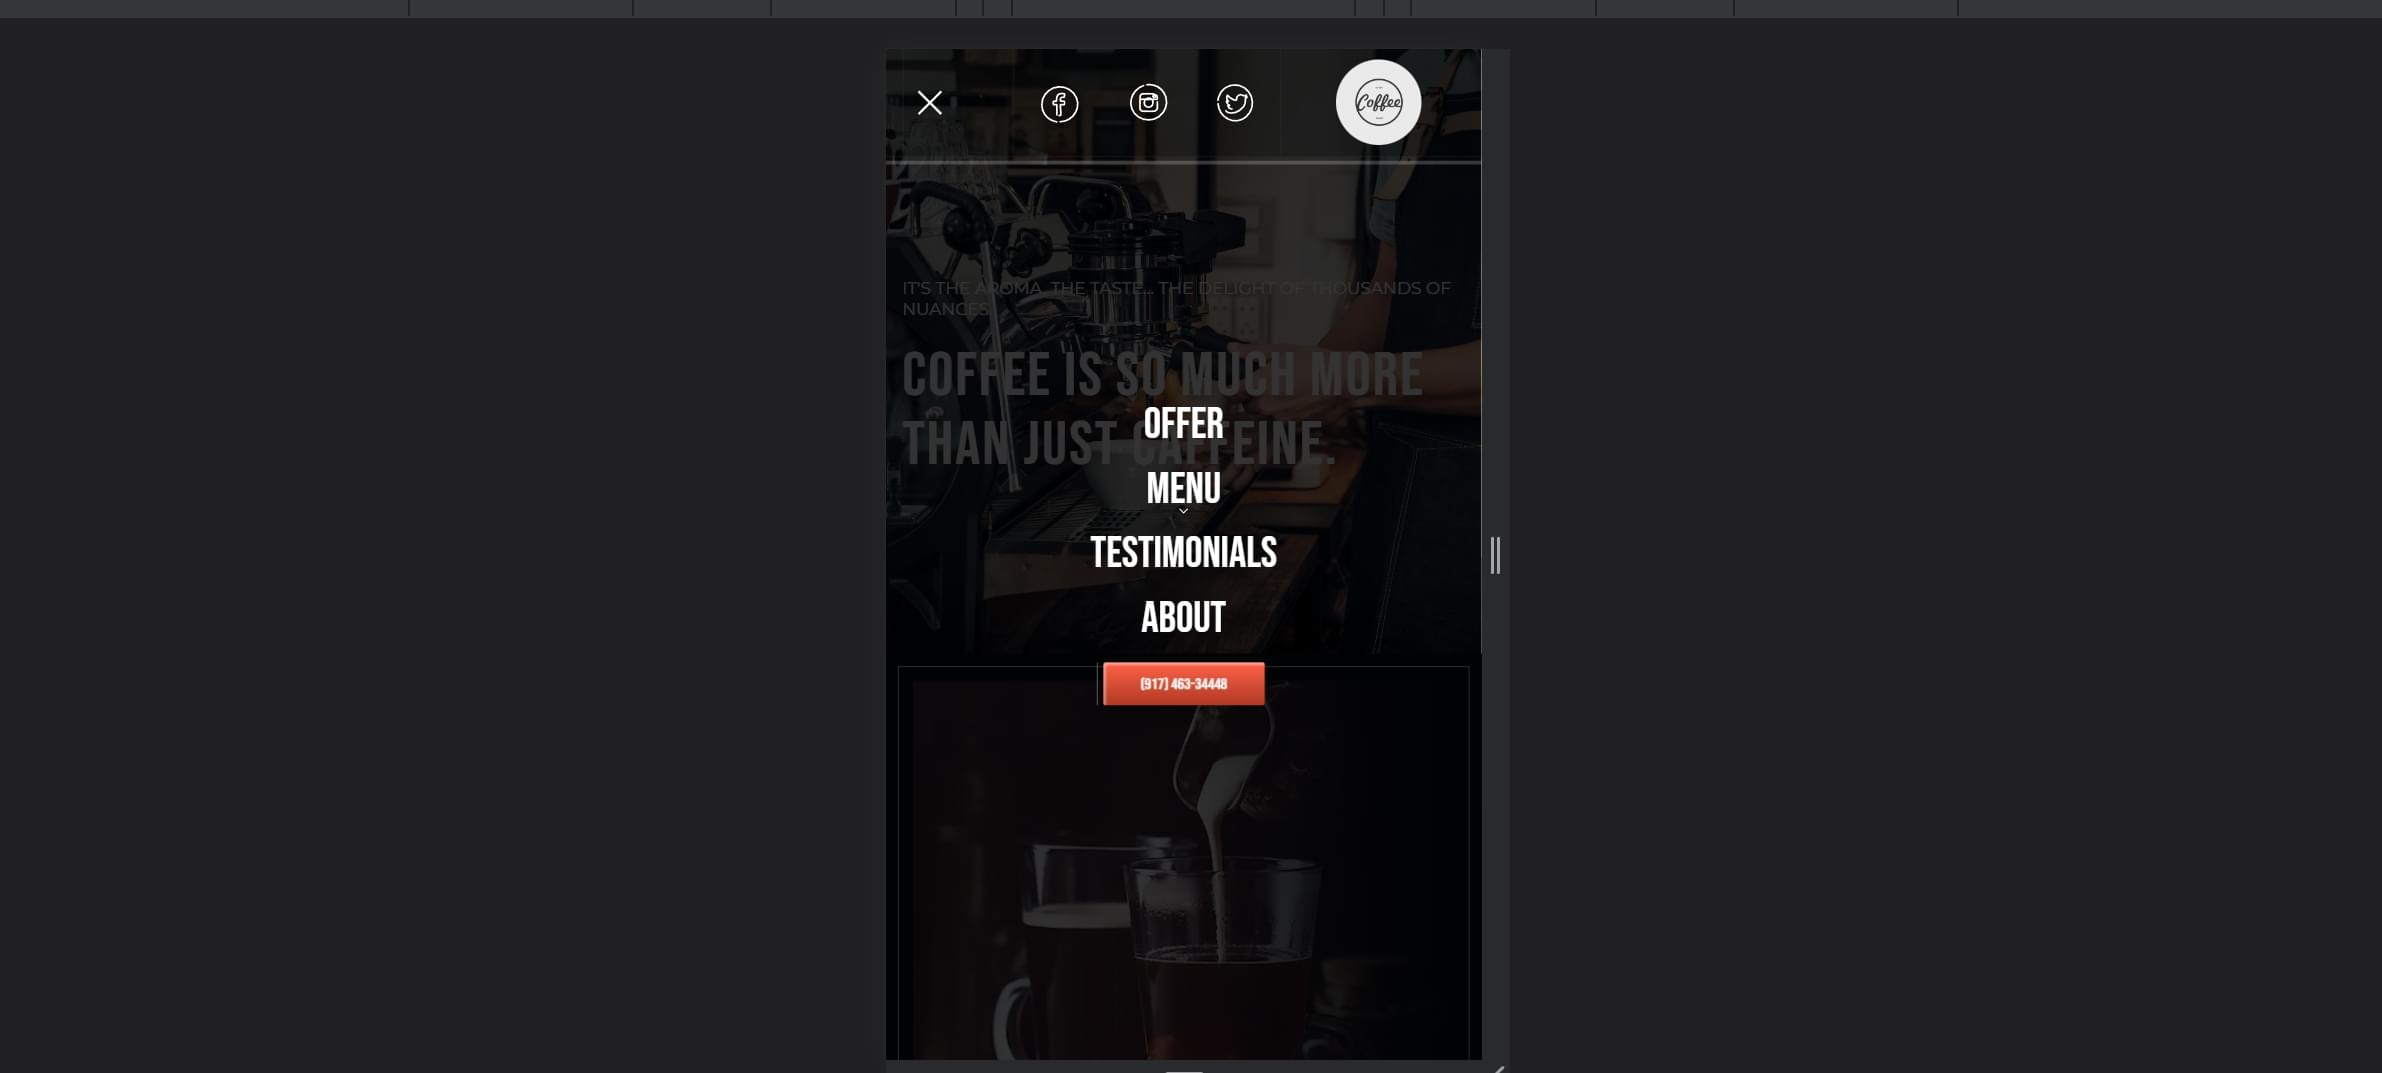 Coffee
IT'S THE AROMA, THE TASTE... THE DELIGHT OF THOUSANDS OF
NUANCES
COFFEE IS SO MUCH MORE
THAN JUST CAFFEINE.
OFFER
MENU
TESTIMONIALS
ABOUT
(917) 463-34448